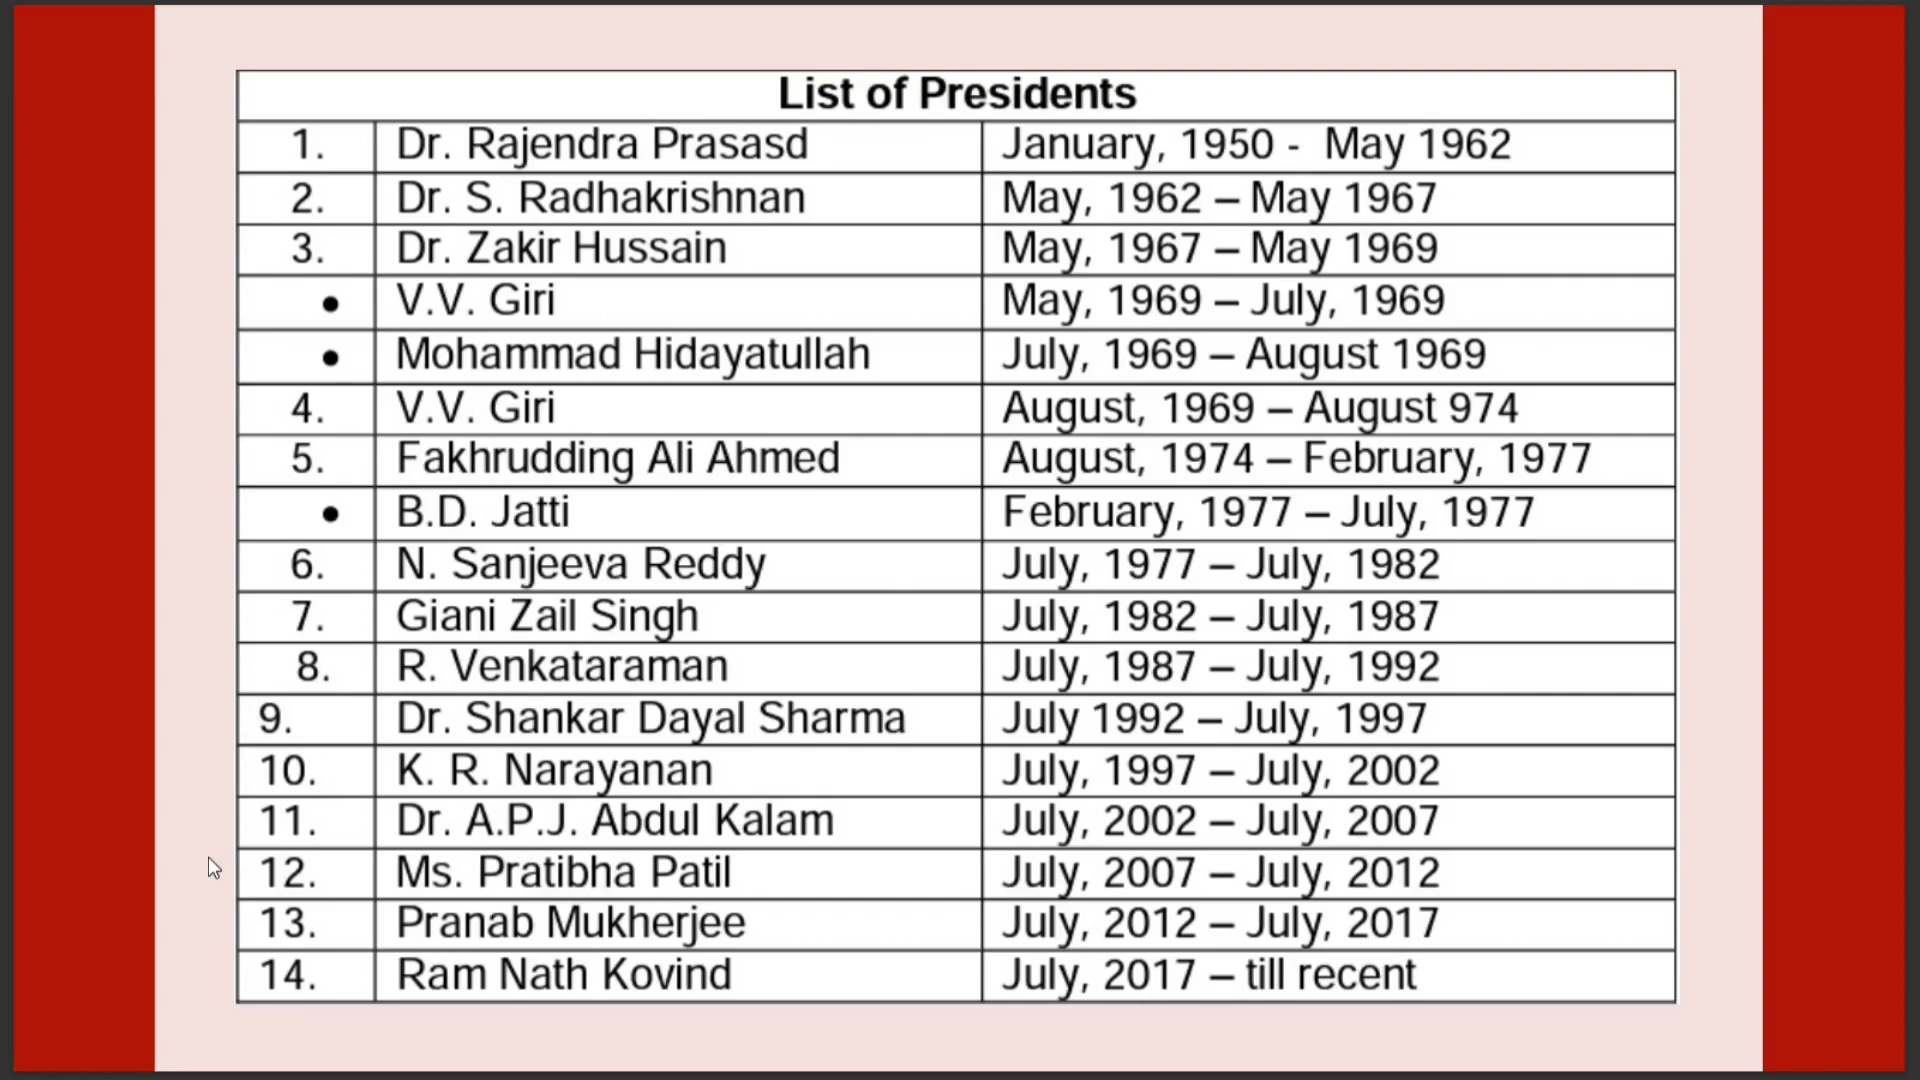 List of Presidents
1. Dr. Rajendra Prasasd January, 1950 - May 1962
2. Dr. S. Radhakrishnan May, 1962 – May 1967
3. Dr. Zakir Hussain May, 1967 – May 1969
• V.V. Giri May, 1969 – July, 1969
• Mohammad Hidayatullah July, 1969 – August 1969
4. V.V. Giri August, 1969 – August 974
5. Fakhrudding Ali Ahmed August, 1974 – February, 1977
• B.D. Jatti February, 1977 – July, 1977
6. N. Sanjeeva Reddy July, 1977 – July, 1982
7. Giani Zail Singh July, 1982 – July, 1987
8. R. Venkataraman July, 1987 – July, 1992
9. Dr. Shankar Dayal Sharma July 1992 – July, 1997
10. K. R. Narayanan July, 1997 – July, 2002
11. Dr. A.P.J. Abdul Kalam July, 2002 – July, 2007
12. Ms. Pratibha Patil July, 2007 – July, 2012
13. Pranab Mukherjee July, 2012 – July, 2017
14. Ram Nath Kovind July, 2017 – till recent